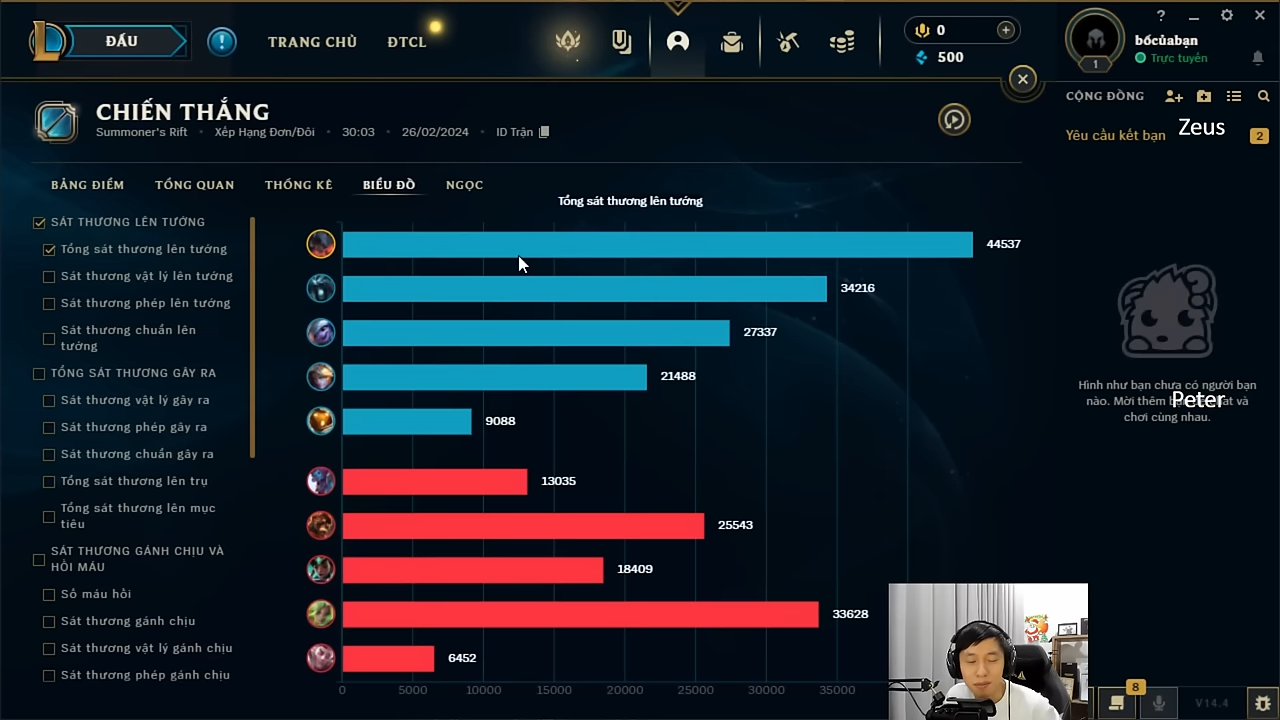 ĐẤU
TRANG CHỦ
ĐTCL
0
500
1
bốcủabạn
Trực tuyến
CHIẾN THẮNG
Summoner's Rift • Xếp Hạng Đơn/Đôi • 30:03 • 26/02/2024 • ID Trận
CỘNG ĐỒNG
Yêu cầu kết bạn
Zeus
2
BẢNG ĐIỂM
TỔNG QUAN
THỐNG KÊ
BIỂU ĐỒ
NGỌC
Tổng sát thương lên tướng
SÁT THƯƠNG LÊN TƯỚNG
Tổng sát thương lên tướng
Sát thương vật lý lên tướng
Sát thương phép lên tướng
Sát thương chuẩn lên
tướng
TỔNG SÁT THƯƠNG GÂY RA
Sát thương vật lý gây ra
Sát thương phép gây ra
Sát thương chuẩn gây ra
Tổng sát thương lên trụ
Tổng sát thương lên mục
tiêu
SÁT THƯƠNG GÁNH CHỊU VÀ
HỒI MÁU
Số máu hồi
Sát thương gánh chịu
Sát thương vật lý gánh chịu
Sát thương phép gánh chịu
44537
34216
27337
21488
9088
13035
25543
18409
33628
6452
0 5000 10000 15000 20000 25000 30000 35000
Hình như bạn chưa có người bạn
nào. Mời thêm và
chơi cùng nhau.
Peter
8
V14.4